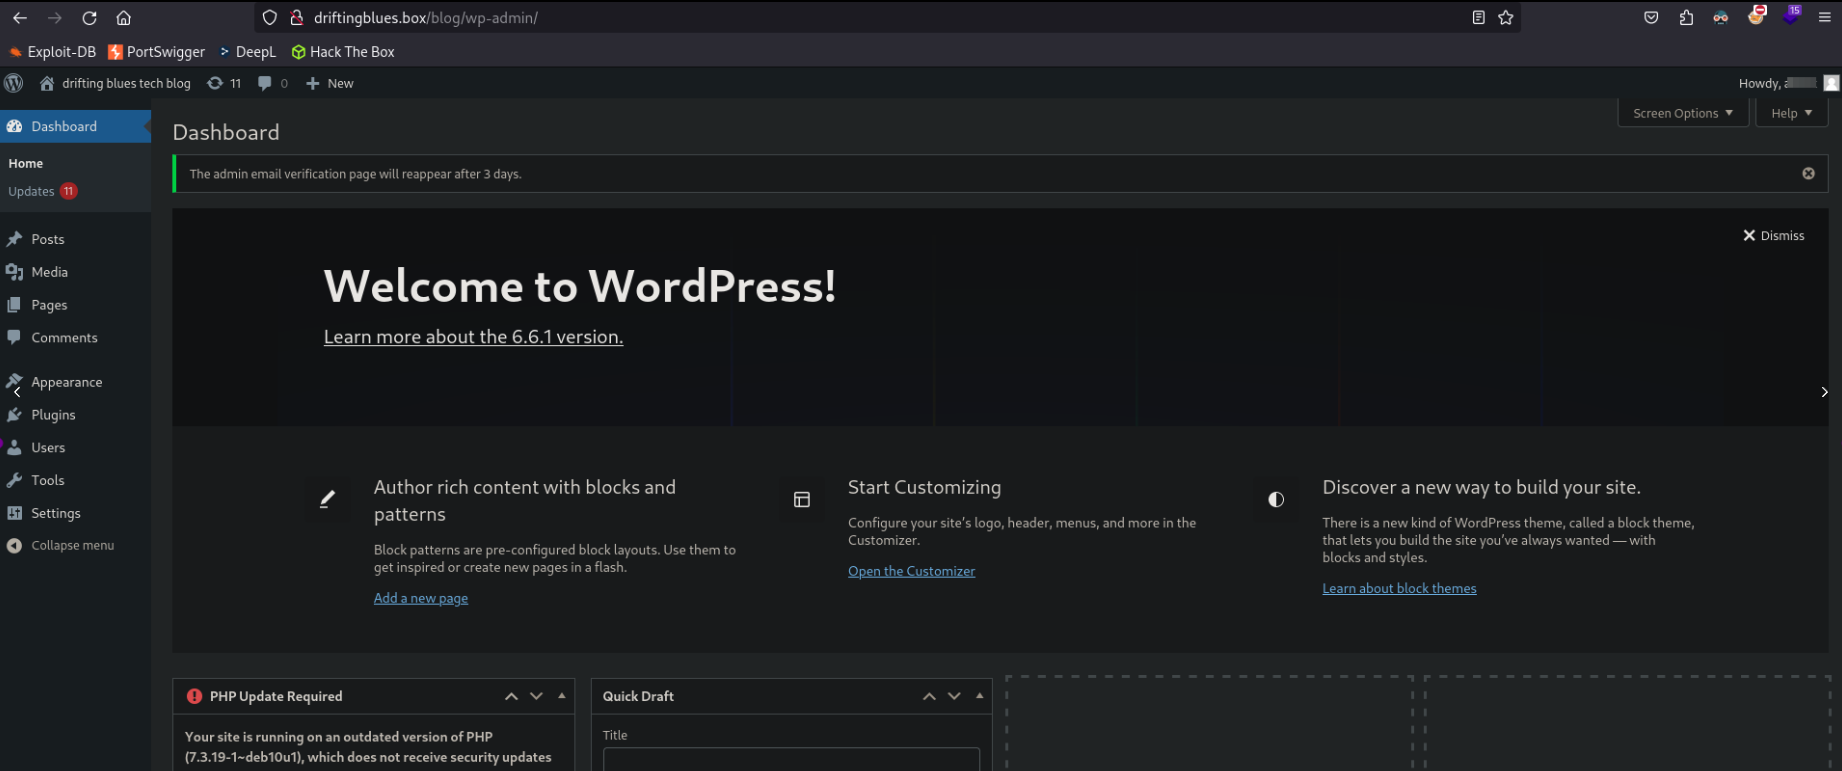 driftingblues.box/blog/wp-admin/
15
Exploit-DB PortSwigger DeepL Hack The Box
drifting blues tech blog 11 0 New
Howdy,
Dashboard
Home
Updates 11
Posts
Media
Pages
Comments
Appearance
Plugins
Users
Tools
Settings
Collapse menu
Screen Options
Help
Dashboard
The admin email verification page will reappear after 3 days.
Dismiss
Welcome to WordPress!
Learn more about the 6.6.1 version.
Author rich content with blocks and
patterns
Block patterns are pre-configured block layouts. Use them to
get inspired or create new pages in a flash.
Add a new page
Start Customizing
Configure your site’s logo, header, menus, and more in the
Customizer.
Open the Customizer
Discover a new way to build your site.
There is a new kind of WordPress theme, called a block theme,
that lets you build the site you’ve always wanted — with
blocks and styles.
Learn about block themes
PHP Update Required
Your site is running on an outdated version of PHP
(7.3.19-1~deb10u1), which does not receive security updates
Quick Draft
Title